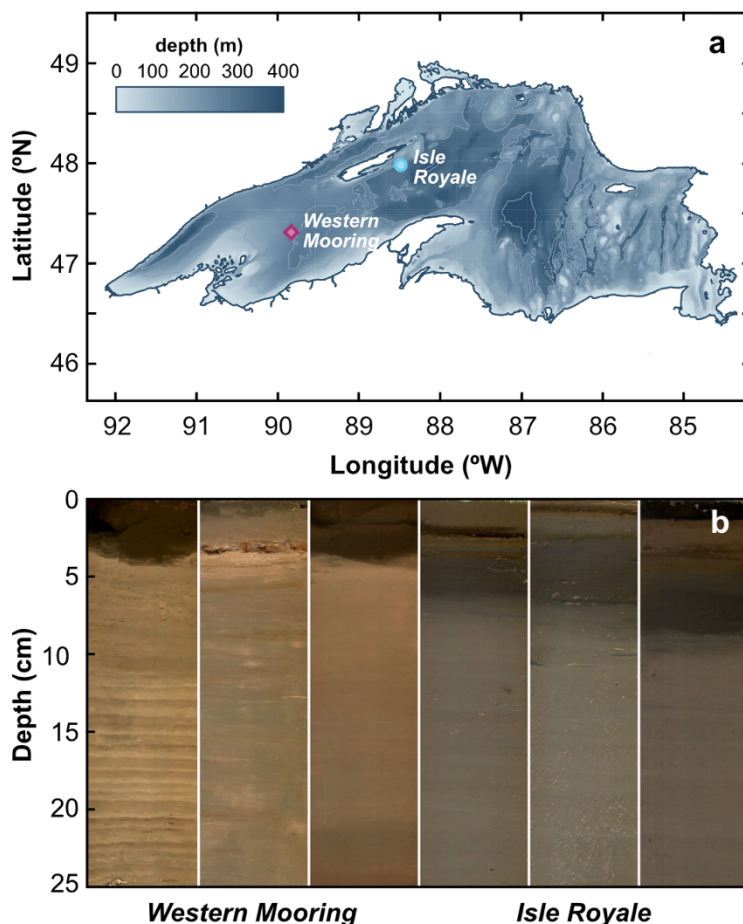 a
depth (m)
0 100 200 300 400
49
48
47
46
Latitude (ºN)
Isle
Royale
Western
Mooring
92 91 90 89 88 87 86 85
Longitude (ºW)
b
0
5
10
15
20
25
Depth (cm)
Western Mooring Isle Royale